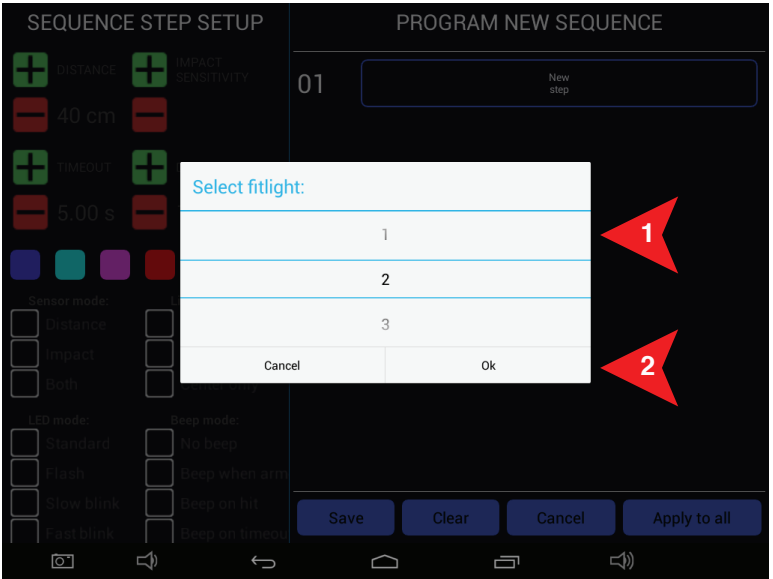 SEQUENCE STEP SETUP
PROGRAM NEW SEQUENCE
DISTANCE
IMPACT
SENSITIVITY
40 cm
01
New
step
TIMEOUT
5.00 s
Select fitlight:
1
2
3
Cancel
Ok
1
2
Sensor mode:
Distance
Impact
Both
Center only
LED mode:
Beep mode:
Standard
No beep
Flash
Beep when arm
Slow blink
Beep on hit
Fast blink
Beep on timeou
Save
Clear
Cancel
Apply to all